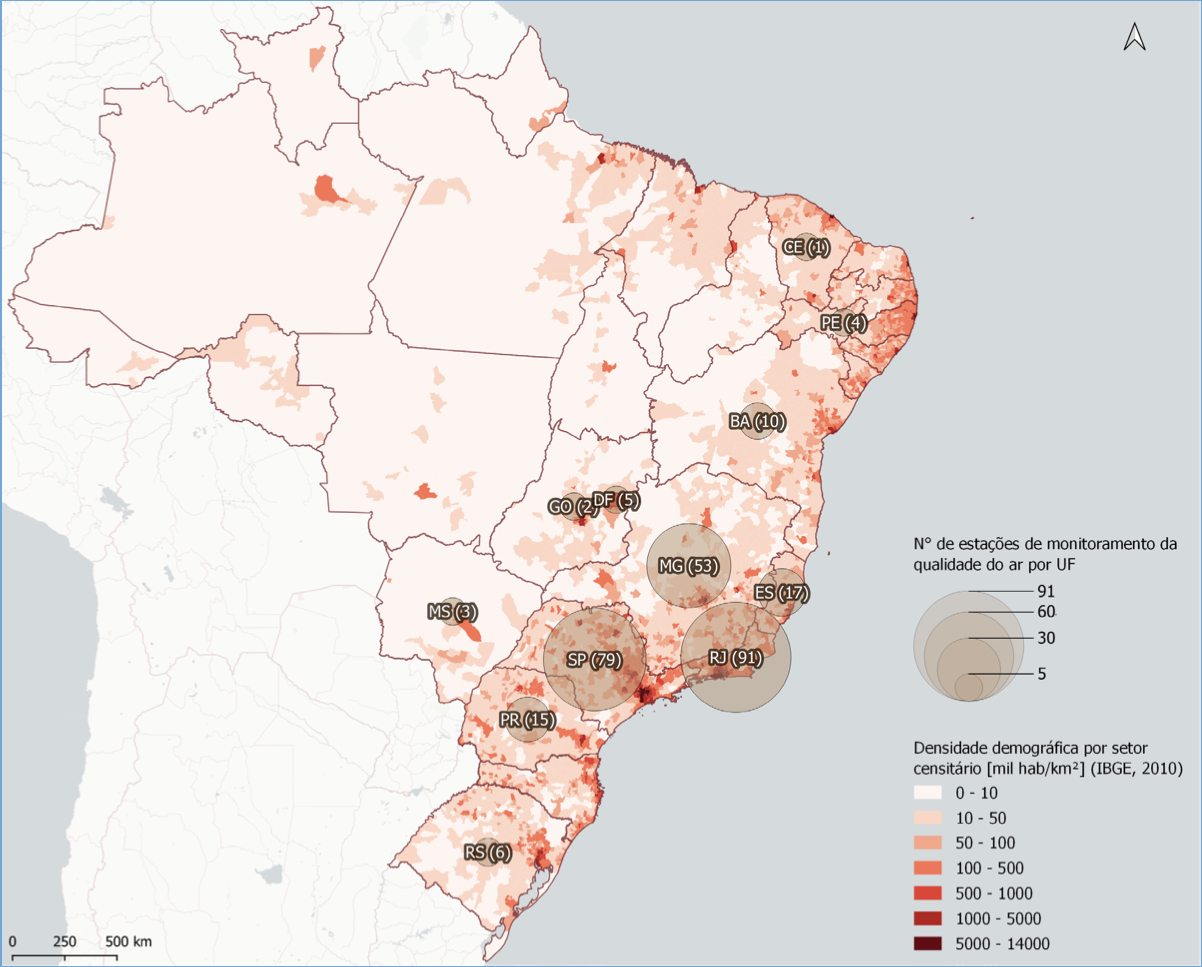 CE (1)
PE (4)
BA (10)
GO (2)
DF (5)
MG (53)
ES (17)
MS (3)
SP (79)
RJ (91)
PR (15)
RS (6)
N° de estações de monitoramento da
qualidade do ar por UF
91
60
30
5
Densidade demográfica por setor
censitário [mil hab/km²] (IBGE, 2010)
0 - 10
10 - 50
50 - 100
100 - 500
500 - 1000
1000 - 5000
5000 - 14000
0 250 500 km